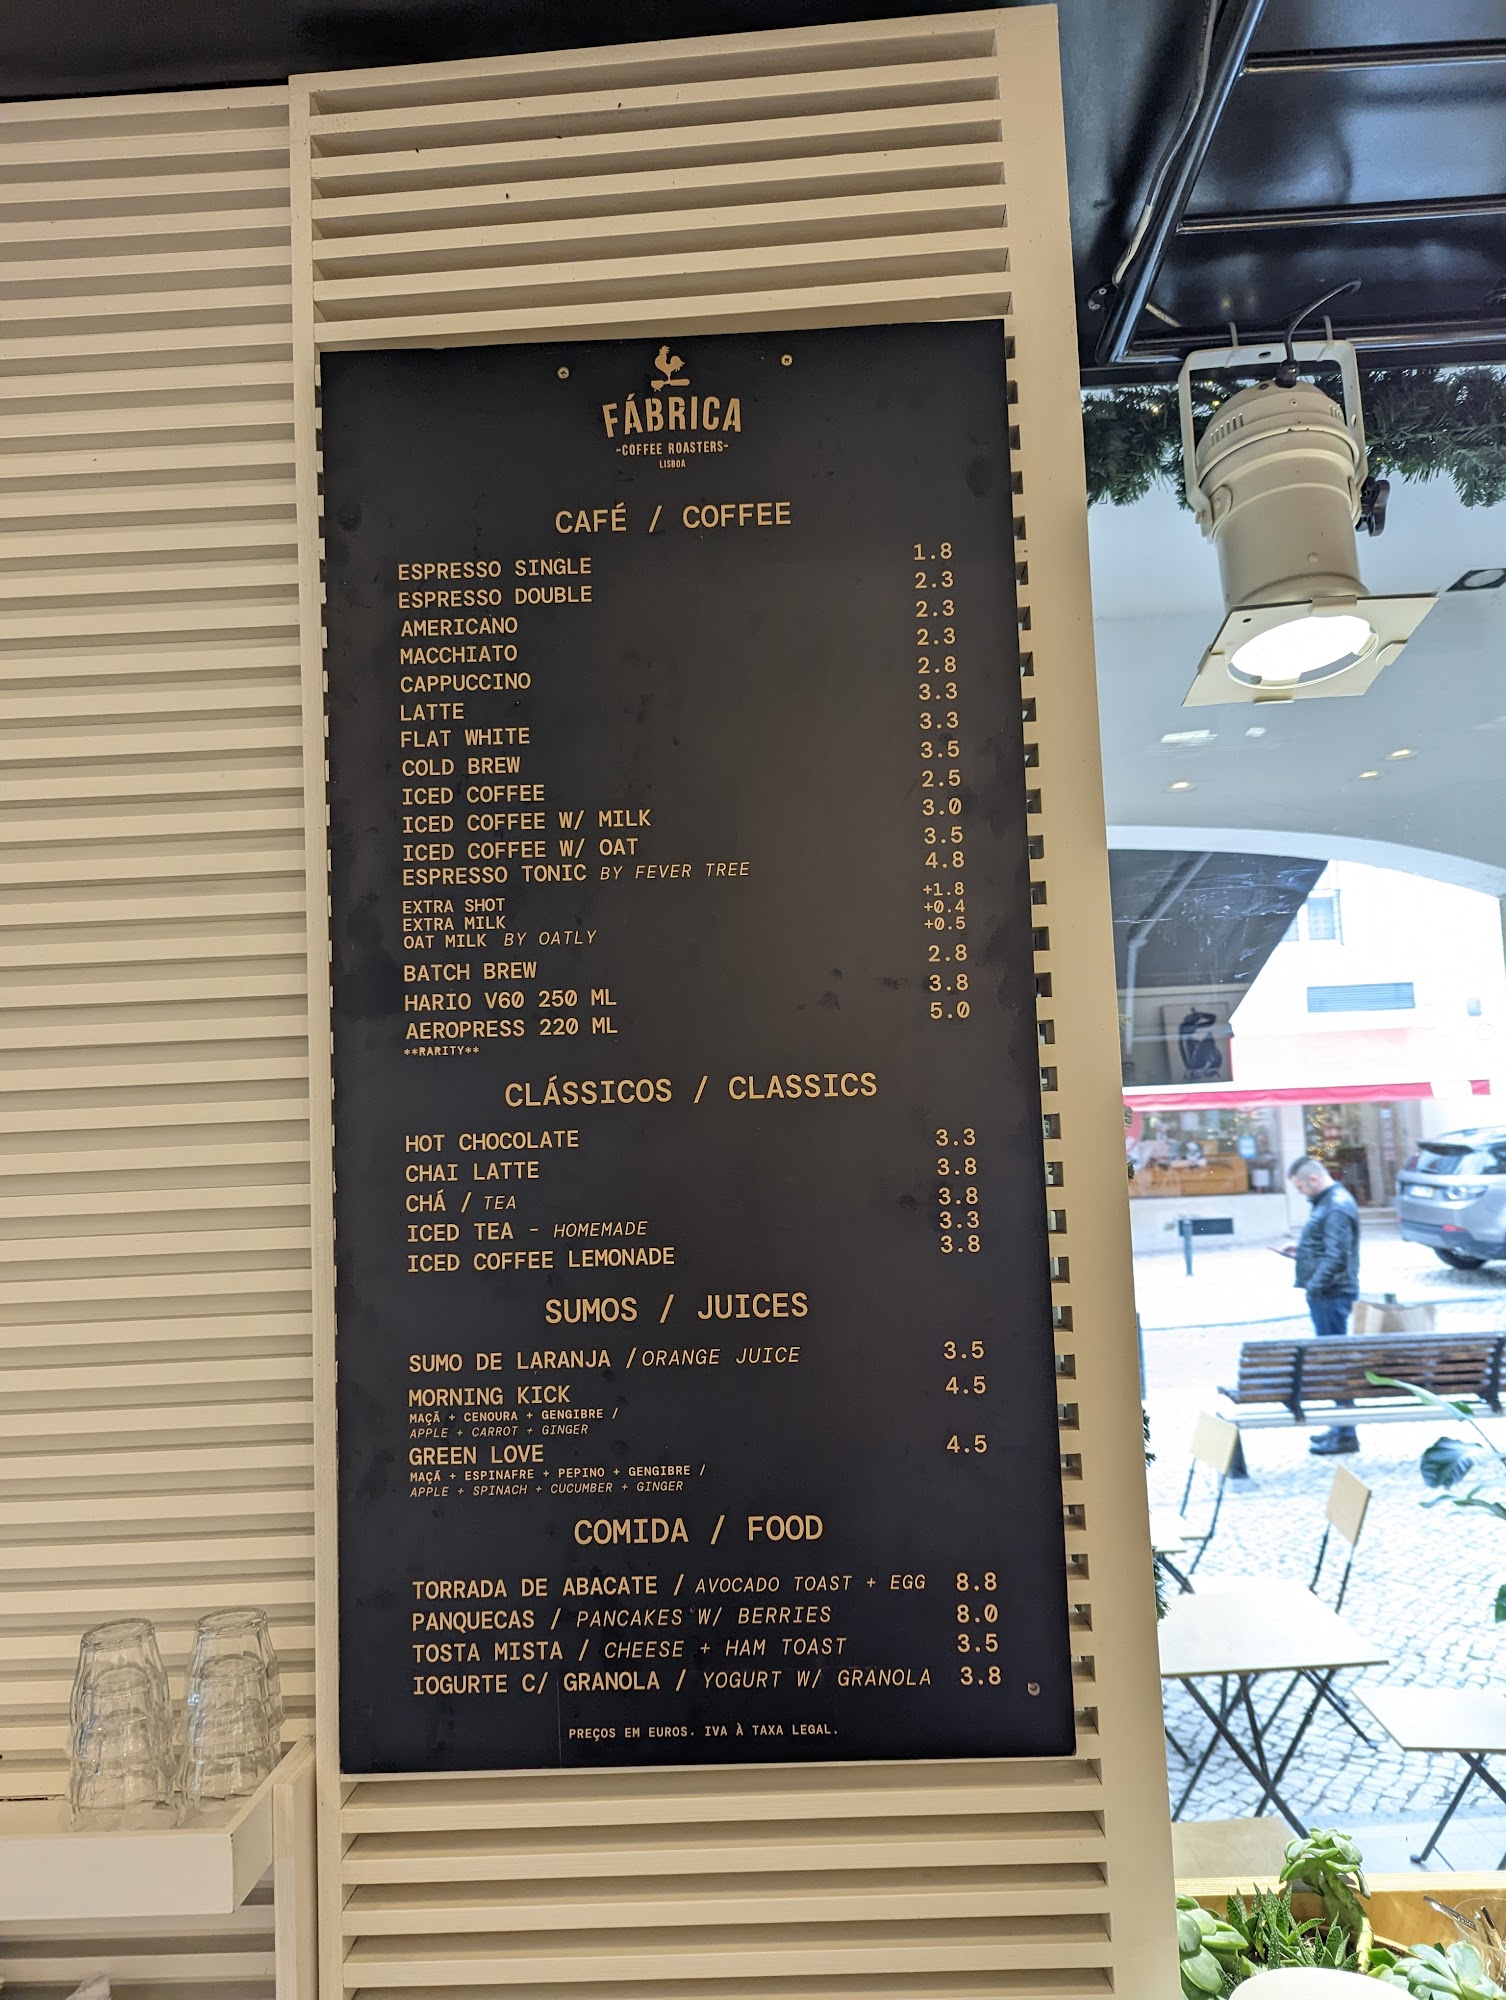 FÁBRICA
-COFFEE ROASTERS-
LISBOA
CAFÉ / COFFEE
ESPRESSO SINGLE 1.8
ESPRESSO DOUBLE 2.3
AMERICANO 2.3
MACCHIATO 2.3
CAPPUCCINO 2.8
LATTE 3.3
FLAT WHITE 3.3
COLD BREW 3.5
ICED COFFEE 2.5
ICED COFFEE W/ MILK 3.0
ICED COFFEE W/ OAT 3.5
ESPRESSO TONIC BY FEVER TREE 4.8
EXTRA SHOT +1.8
EXTRA MILK +0.4
OAT MILK BY OATLY +0.5
BATCH BREW 2.8
HARIO V60 250 ML 3.8
AEROPRESS 220 ML 5.0
**RARITY**
CLÁSSICOS / CLASSICS
HOT CHOCOLATE 3.3
CHAI LATTE 3.8
CHÁ / TEA 3.8
ICED TEA - HOMEMADE 3.3
ICED COFFEE LEMONADE 3.8
SUMOS / JUICES
SUMO DE LARANJA /ORANGE JUICE 3.5
MORNING KICK 4.5
MAÇÃ + CENOURA + GENGIBRE /
APPLE + CARROT + GINGER
GREEN LOVE 4.5
MAÇÃ + ESPINAFRE + PEPINO + GENGIBRE /
APPLE + SPINACH + CUCUMBER + GINGER
COMIDA / FOOD
TORRADA DE ABACATE / AVOCADO TOAST + EGG 8.8
PANQUECAS / PANCAKES W/ BERRIES 8.0
TOSTA MISTA / CHEESE + HAM TOAST 3.5
IOGURTE C/ GRANOLA / YOGURT W/ GRANOLA 3.8
PREÇOS EM EUROS. IVA À TAXA LEGAL.